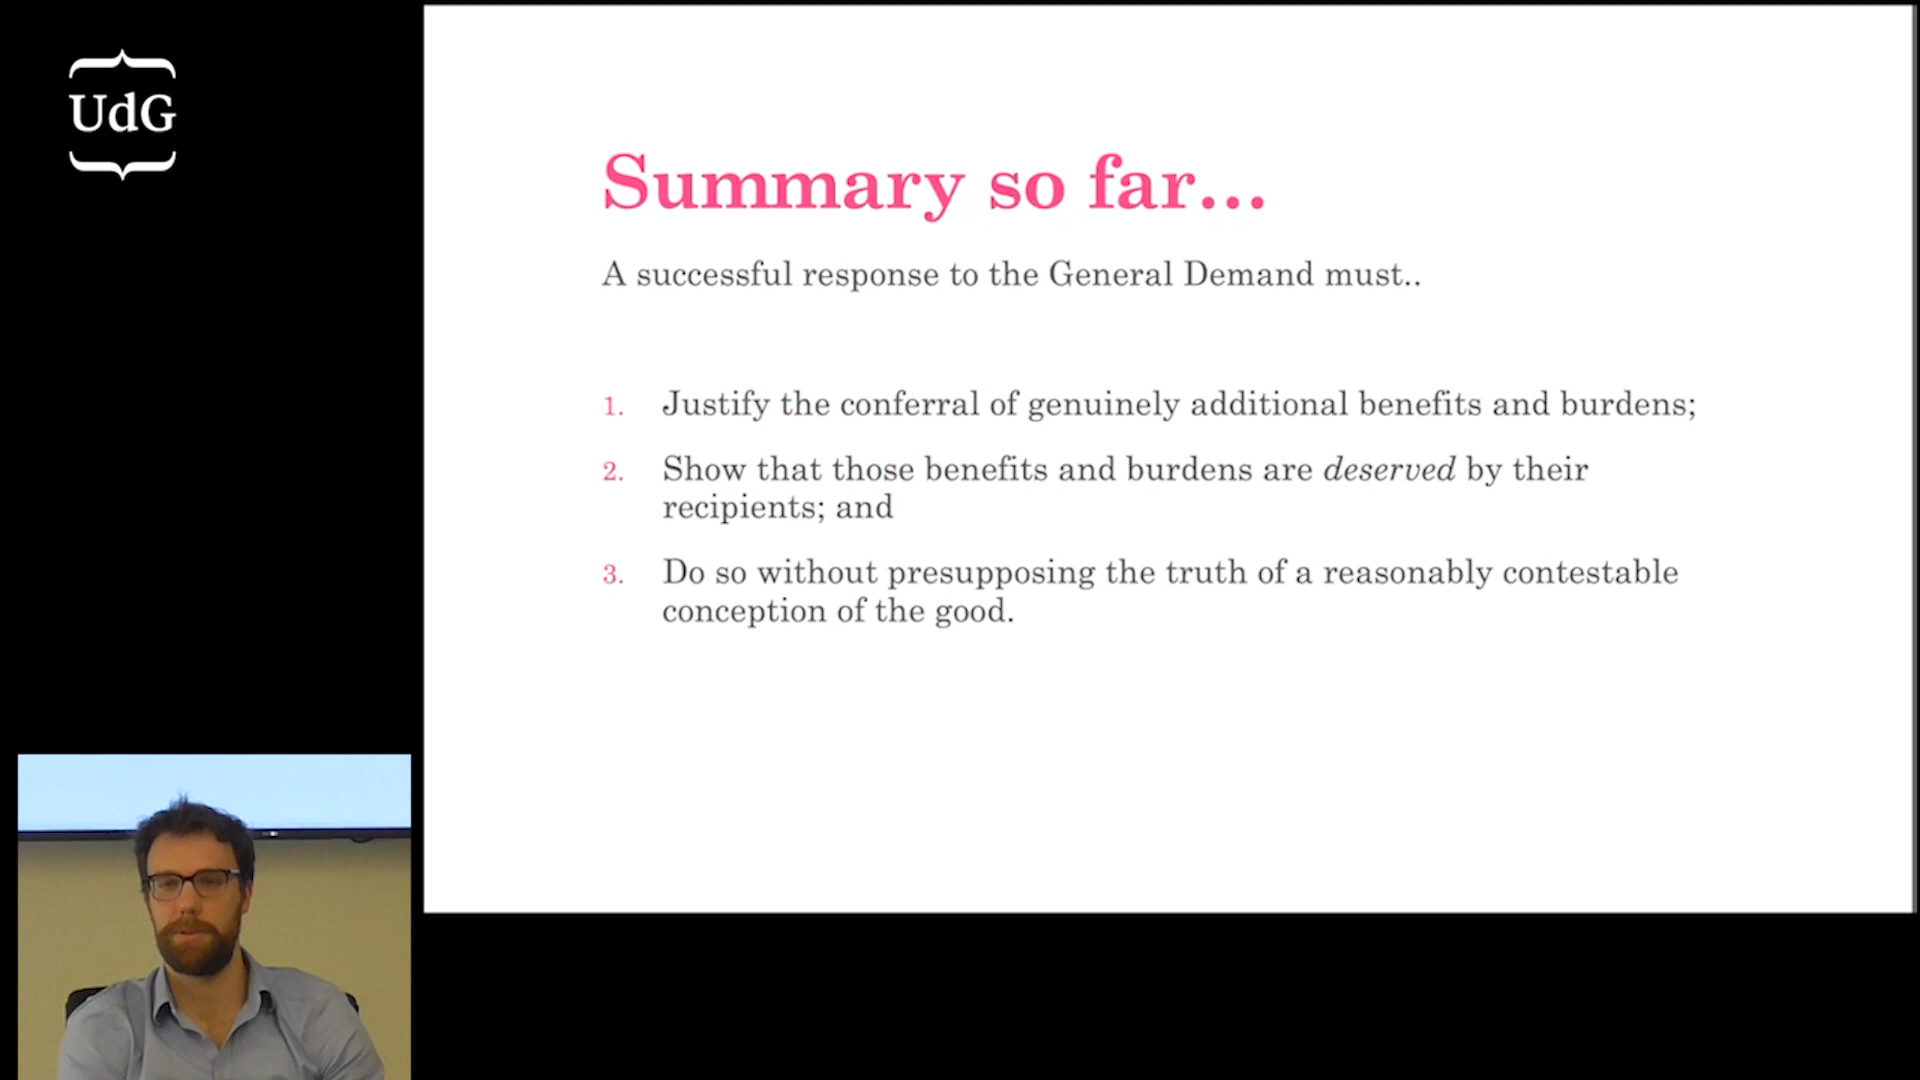 UdG
Summary so far...
A successful response to the General Demand must..
1. Justify the conferral of genuinely additional benefits and burdens;
2. Show that those benefits and burdens are deserved by their
recipients; and
3. Do so without presupposing the truth of a reasonably contestable
conception of the good.